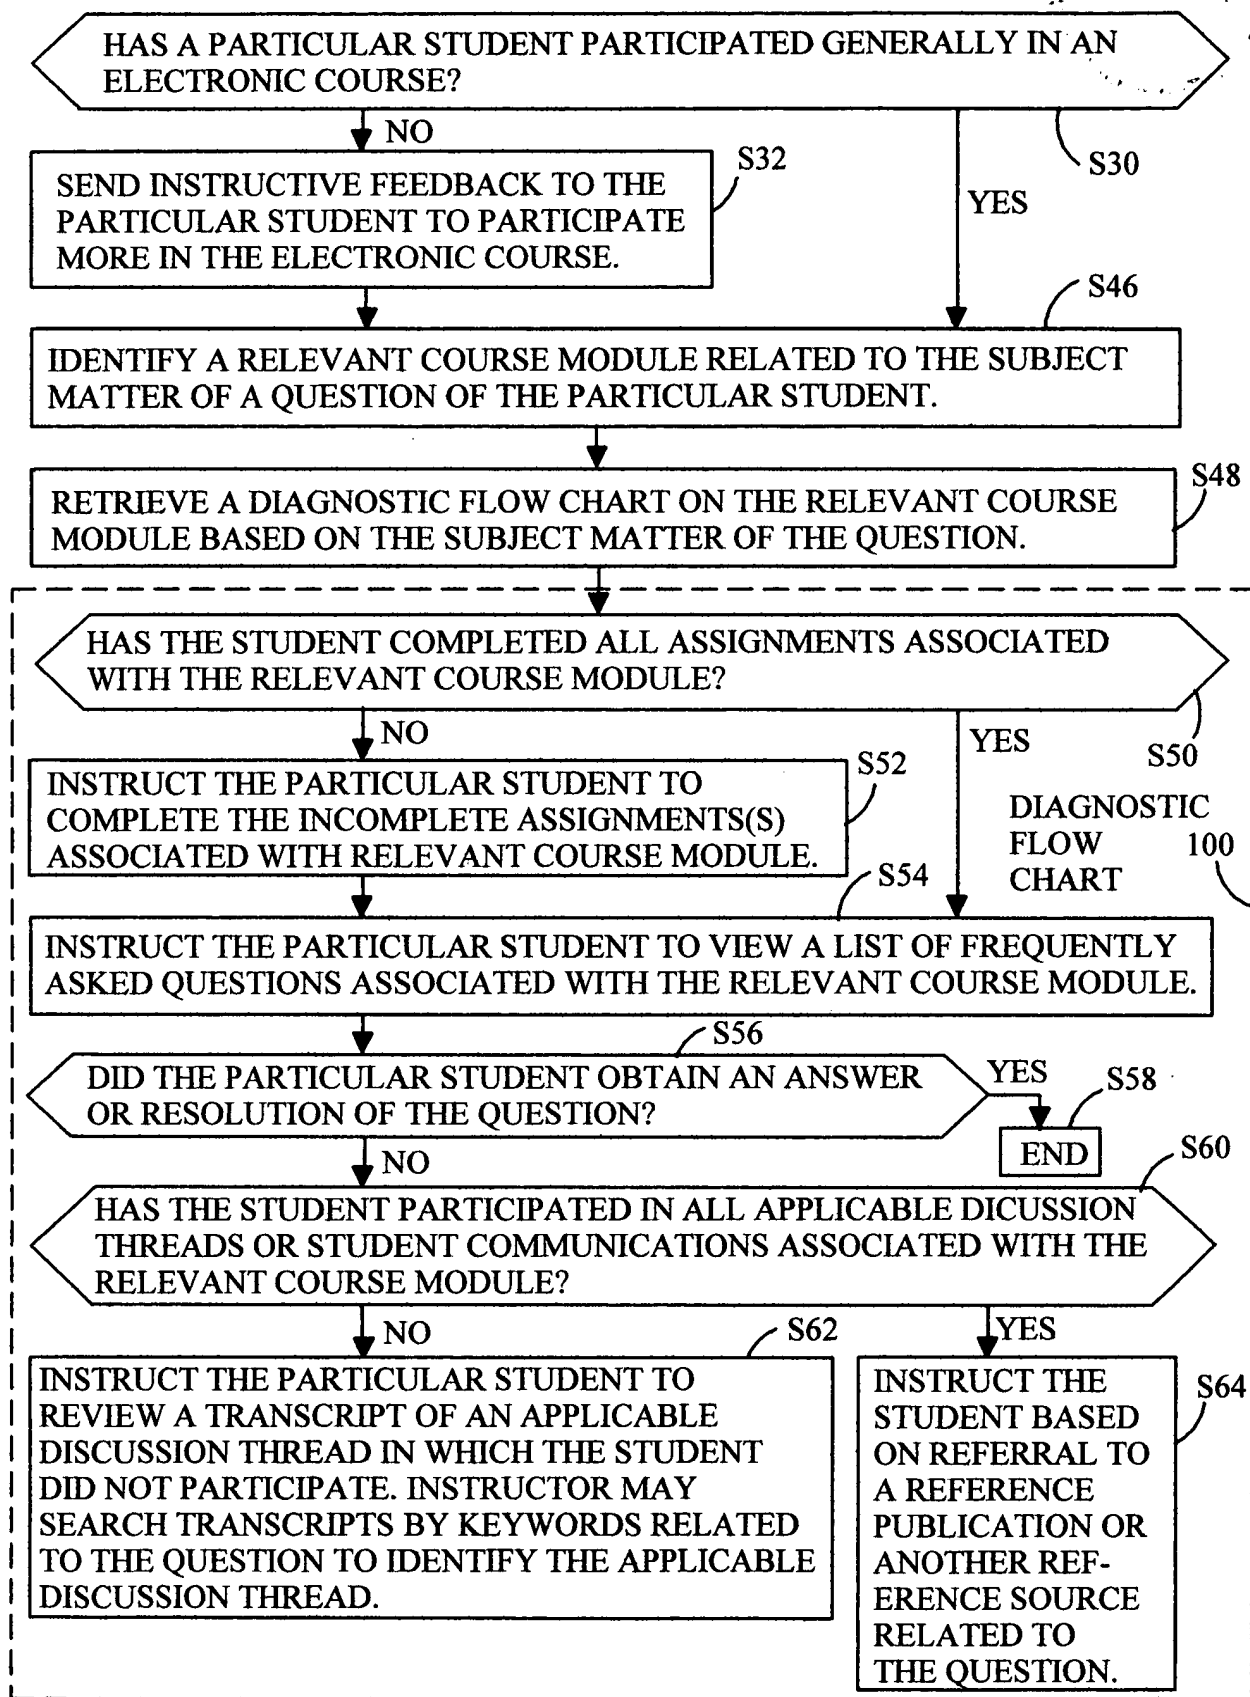 HAS A PARTICULAR STUDENT PARTICIPATED GENERALLY IN AN
ELECTRONIC COURSE?
S30
NO
YES
S32
SEND INSTRUCTIVE FEEDBACK TO THE
PARTICULAR STUDENT TO PARTICIPATE
MORE IN THE ELECTRONIC COURSE.
S46
IDENTIFY A RELEVANT COURSE MODULE RELATED TO THE SUBJECT
MATTER OF A QUESTION OF THE PARTICULAR STUDENT.
S48
RETRIEVE A DIAGNOSTIC FLOW CHART ON THE RELEVANT COURSE
MODULE BASED ON THE SUBJECT MATTER OF THE QUESTION.
HAS THE STUDENT COMPLETED ALL ASSIGNMENTS ASSOCIATED
WITH THE RELEVANT COURSE MODULE?
S50
NO
YES
S52
INSTRUCT THE PARTICULAR STUDENT TO
COMPLETE THE INCOMPLETE ASSIGNMENTS(S)
ASSOCIATED WITH RELEVANT COURSE MODULE.
DIAGNOSTIC
FLOW
CHART
100
S54
INSTRUCT THE PARTICULAR STUDENT TO VIEW A LIST OF FREQUENTLY
ASKED QUESTIONS ASSOCIATED WITH THE RELEVANT COURSE MODULE.
S56
DID THE PARTICULAR STUDENT OBTAIN AN ANSWER
OR RESOLUTION OF THE QUESTION?
YES
S58
END
NO
S60
HAS THE STUDENT PARTICIPATED IN ALL APPLICABLE DICUSSION
THREADS OR STUDENT COMMUNICATIONS ASSOCIATED WITH THE
RELEVANT COURSE MODULE?
NO
YES
S62
INSTRUCT THE PARTICULAR STUDENT TO
REVIEW A TRANSCRIPT OF AN APPLICABLE
DISCUSSION THREAD IN WHICH THE STUDENT
DID NOT PARTICIPATE. INSTRUCTOR MAY
SEARCH TRANSCRIPTS BY KEYWORDS RELATED
TO THE QUESTION TO IDENTIFY THE APPLICABLE
DISCUSSION THREAD.
S64
INSTRUCT THE
STUDENT BASED
ON REFERRAL TO
A REFERENCE
PUBLICATION OR
ANOTHER REF-
ERENCE SOURCE
RELATED TO
THE QUESTION.